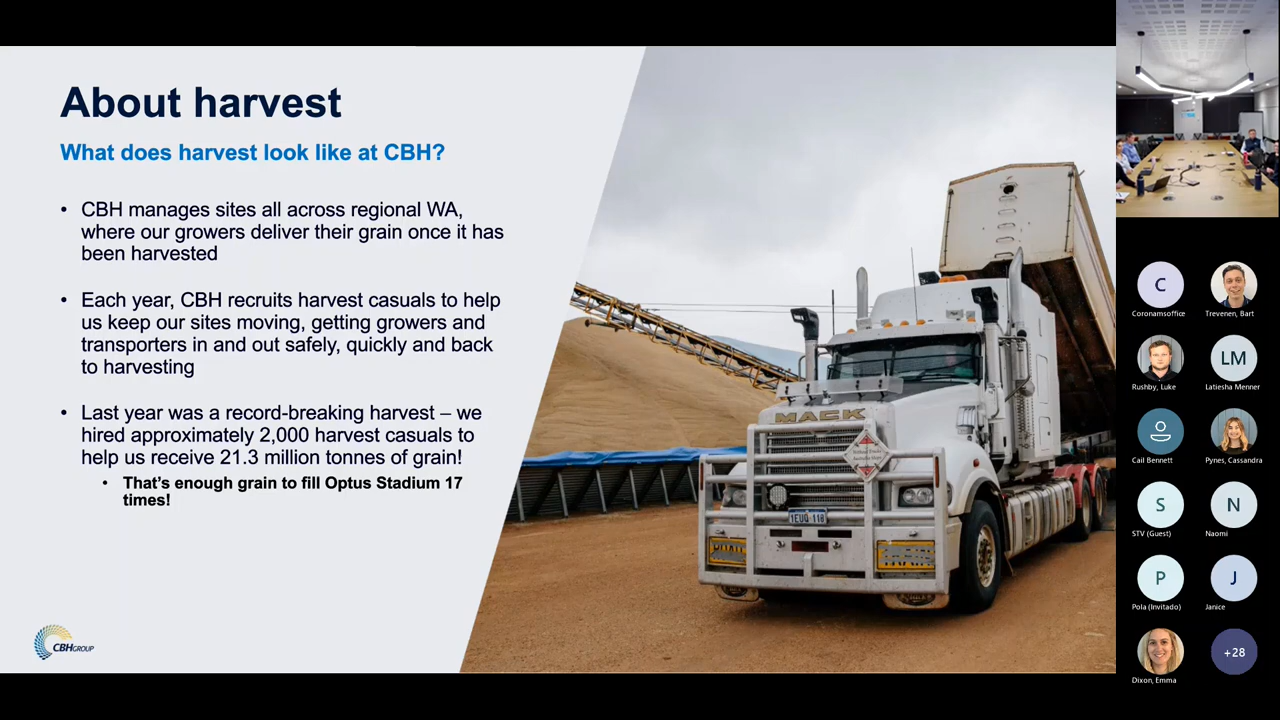 About harvest
What does harvest look like at CBH?
• CBH manages sites all across regional WA,
where our growers deliver their grain once it has
been harvested
• Each year, CBH recruits harvest casuals to help
us keep our sites moving, getting growers and
transporters in and out safely, quickly and back
to harvesting
• Last year was a record-breaking harvest – we
hired approximately 2,000 harvest casuals to
help us receive 21.3 million tonnes of grain!
• That's enough grain to fill Optus Stadium 17
times!
CBHGROUP
MACK
1EUQ-118
ROAD
TRAIN
C
Coronamsoffice
Trevenen, Bart
Rushby, Luke
LM
Latiesha Menner
Cail Bennett
Pynes, Cassandra
S
STV (Guest)
N
Naomi
P
Pola (Invitado)
J
Janice
Dixon, Emma
+28